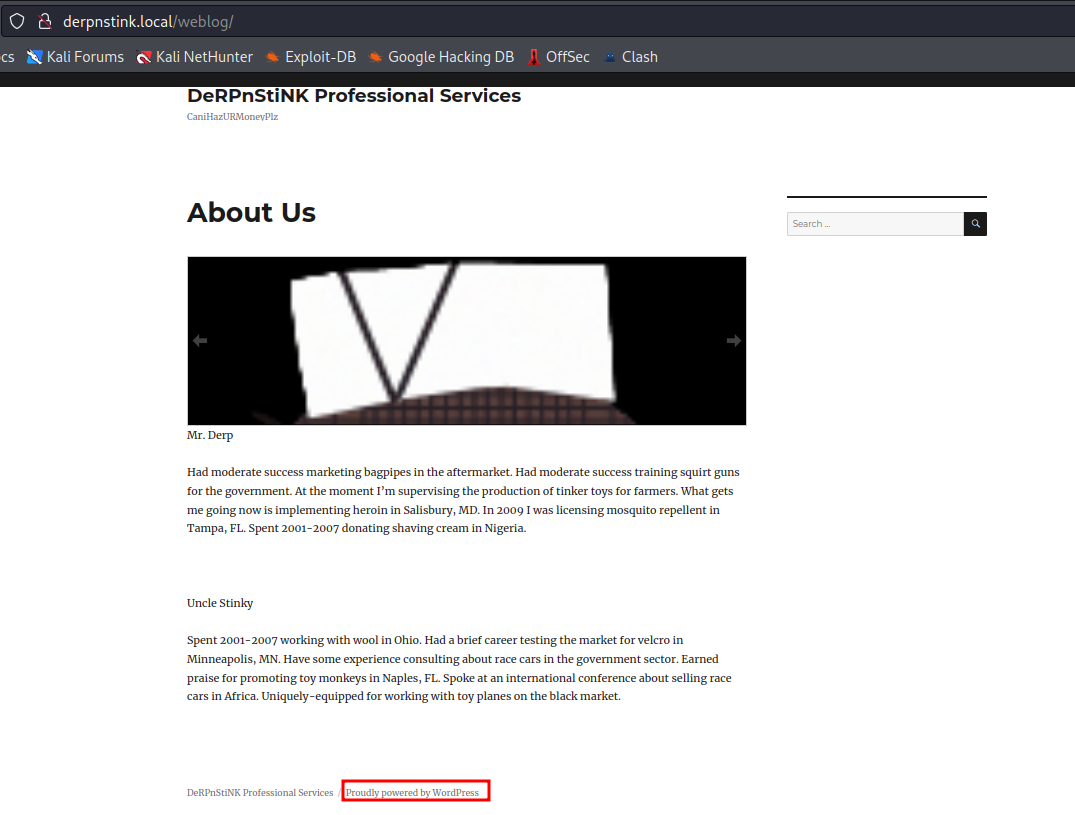 derpnstink.local/weblog/
cs Kali Forums Kali NetHunter Exploit-DB Google Hacking DB OffSec Clash
DeRPnStiNK Professional Services
CaniHazURMoneyPlz
About Us
Search ...
Mr. Derp
Had moderate success marketing bagpipes in the aftermarket. Had moderate success training squirt guns
for the government. At the moment I'm supervising the production of tinker toys for farmers. What gets
me going now is implementing heroin in Salisbury, MD. In 2009 I was licensing mosquito repellent in
Tampa, FL. Spent 2001-2007 donating shaving cream in Nigeria.
Uncle Stinky
Spent 2001-2007 working with wool in Ohio. Had a brief career testing the market for velcro in
Minneapolis, MN. Have some experience consulting about race cars in the government sector. Earned
praise for promoting toy monkeys in Naples, FL. Spoke at an international conference about selling race
cars in Africa. Uniquely-equipped for working with toy planes on the black market.
DeRPnStiNK Professional Services / Proudly powered by WordPress